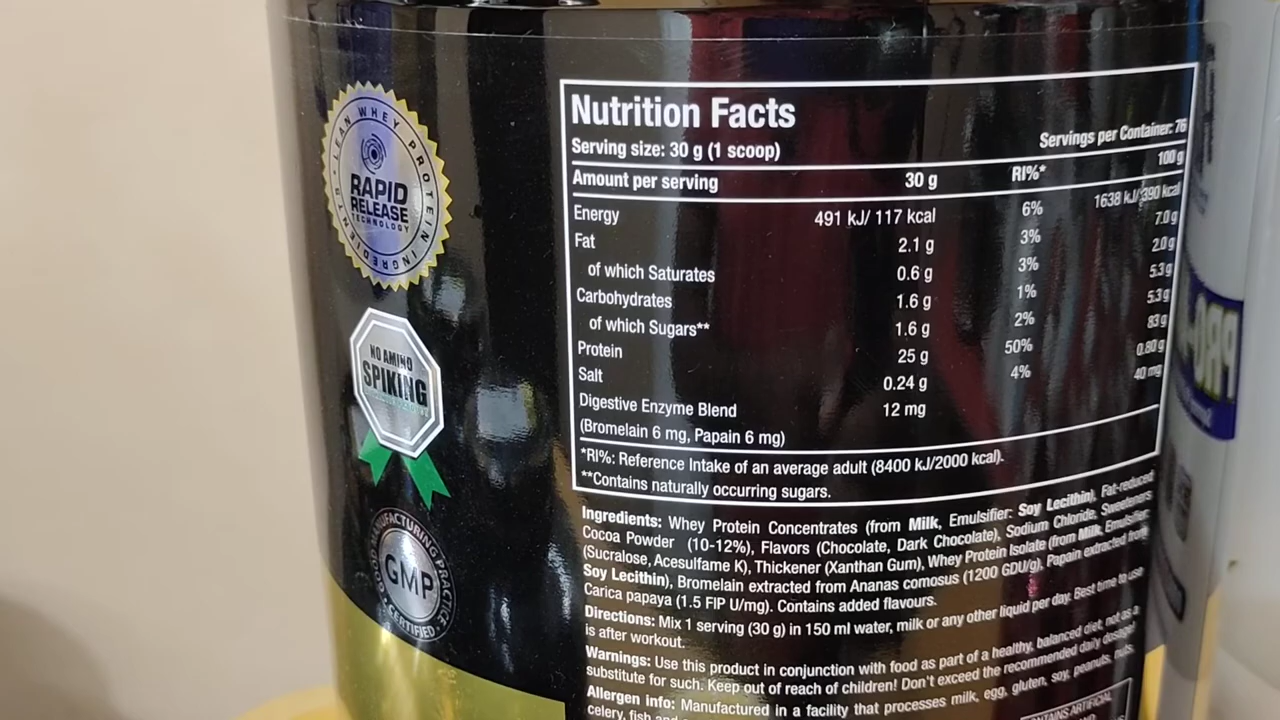 LEAN WHEY PROTEIN INGREDIENTS
RAPID
RELEASE
TECHNOLOGY
NO AMINO
SPIKING
GOOD MANUFACTURING PRACTICE
GMP
CERTIFIED
Nutrition Facts
Serving size: 30 g (1 scoop)
Servings per Container: 76
Amount per serving 30 g RI%* 100 g
Energy 491 kJ/ 117 kcal 6% 1638 kJ/ 390 kcal
Fat 2.1 g 3% 7.0 g
of which Saturates 0.6 g 3% 2.0 g
Carbohydrates 1.6 g 1% 5.3 g
of which Sugars** 1.6 g 2% 5.3 g
Protein 25 g 50% 83 g
Salt 0.24 g 4% 0.80 g
Digestive Enzyme Blend 12 mg 40 mg
(Bromelain 6 mg, Papain 6 mg)
*RI%: Reference Intake of an average adult (8400 kJ/2000 kcal).
**Contains naturally occurring sugars.
Ingredients: Whey Protein Concentrates (from Milk, Emulsifier: Soy Lecithin), Fat-reduced
Cocoa Powder (10-12%), Flavors (Chocolate, Dark Chocolate), Sodium Chloride, Sweeteners
(Sucralose, Acesulfame K), Thickener (Xanthan Gum), Whey Protein Isolate (from Milk, Emulsifier:
Soy Lecithin), Bromelain extracted from Ananas comosus (1200 GDU/g), Papain extracted from
Carica papaya (1.5 FIP U/mg). Contains added flavours.
Directions: Mix 1 serving (30 g) in 150 ml water, milk or any other liquid per day. Best time to use
is after workout.
Warnings: Use this product in conjunction with food as part of a healthy, balanced diet, not as a
substitute for such. Keep out of reach of children! Don't exceed the recommended daily dosage!
Allergen info: Manufactured in a facility that processes milk, egg, gluten, soy, peanuts, nuts,
celery, fish and
CONTAINS ARTIFICIAL
PRO